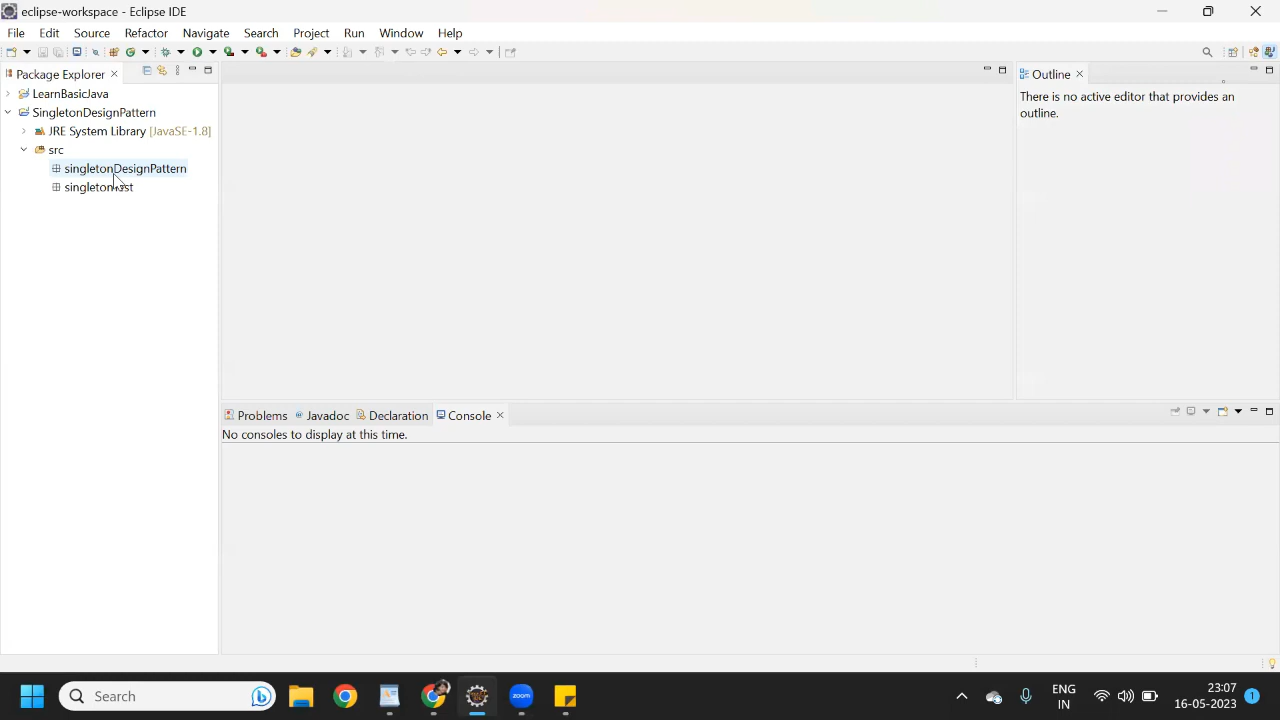 eclipse-workspace - Eclipse IDE
File Edit Source Refactor Navigate Search Project Run Window Help
Package Explorer
LearnBasicJava
SingletonDesignPattern
JRE System Library [JavaSE-1.8]
src
singletonDesignPattern
Outline
There is no active editor that provides an
outline.
Problems Javadoc Declaration Console
No consoles to display at this time.
Search
zoom
ENG
IN
23:07
16-05-2023
1